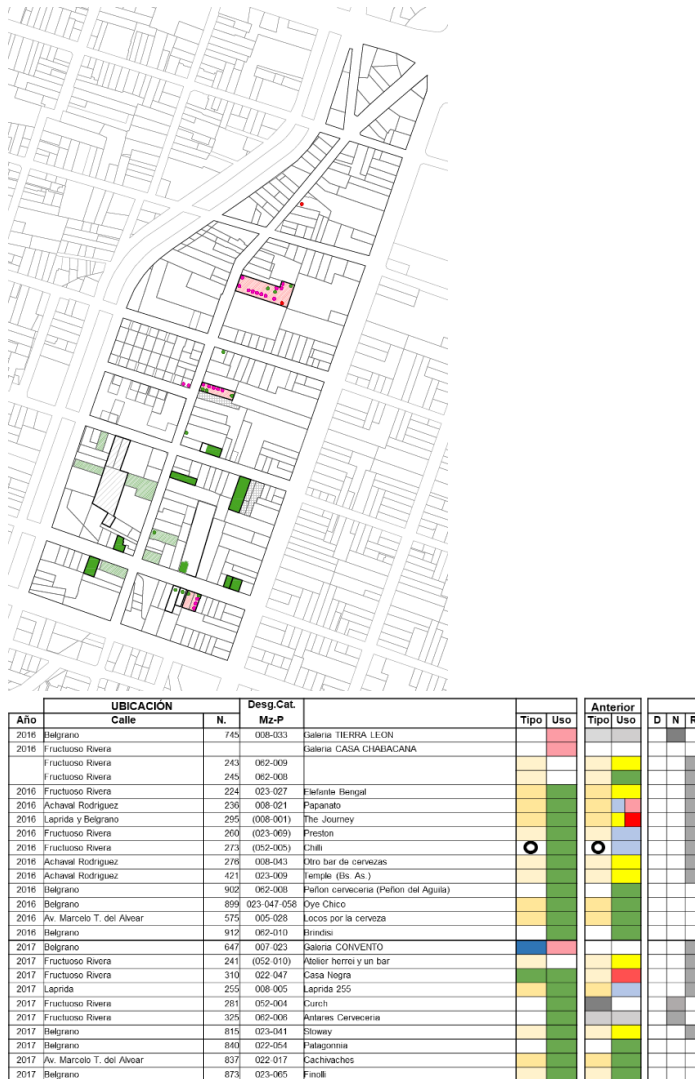 UBICACIÓN Desg.Cat. Anterior
Año Calle N. Mz-P Tipo Uso Tipo Uso D N R
2016 Belgrano 745 008-033 Galeria TIERRA LEON
2016 Fructuoso Rivera Galeria CASA CHABACANA
Fructuoso Rivera 243 062-009
Fructuoso Rivera 245 062-008
2016 Fructuoso Rivera 224 023-027 Elefante Bengal
2016 Achaval Rodriguez 236 008-021 Papanato
2016 Laprida y Belgrano 295 (008-001) The Journey
2016 Fructuoso Rivera 260 (023-069) Preston
2016 Fructuoso Rivera 273 (052-005) Chilli
2016 Achaval Rodriguez 276 008-043 Otro bar de cervezas
2016 Achaval Rodriguez 421 023-009 Temple (Bs. As.)
2016 Belgrano 902 062-008 Peñon cerveceria (Peñon del Aguila)
2016 Belgrano 899 023-047-058 Oye Chico
2016 Av. Marcelo T. del Alvear 575 005-028 Locos por la cerveza
2016 Belgrano 912 062-010 Brindisi
2017 Belgrano 647 007-023 Galeria CONVENTO
2017 Fructuoso Rivera 241 (052-010) Atelier herrei y un bar
2017 Fructuoso Rivera 310 022-047 Casa Negra
2017 Laprida 255 008-005 Laprida 255
2017 Fructuoso Rivera 281 052-004 Curch
2017 Fructuoso Rivera 325 062-006 Antares Cerveceria
2017 Belgrano 815 023-041 Stoway
2017 Belgrano 840 022-054 Patagonnia
2017 Av. Marcelo T. del Alvear 837 022-017 Cachivaches
2017 Belgrano 873 023-065 Finolli